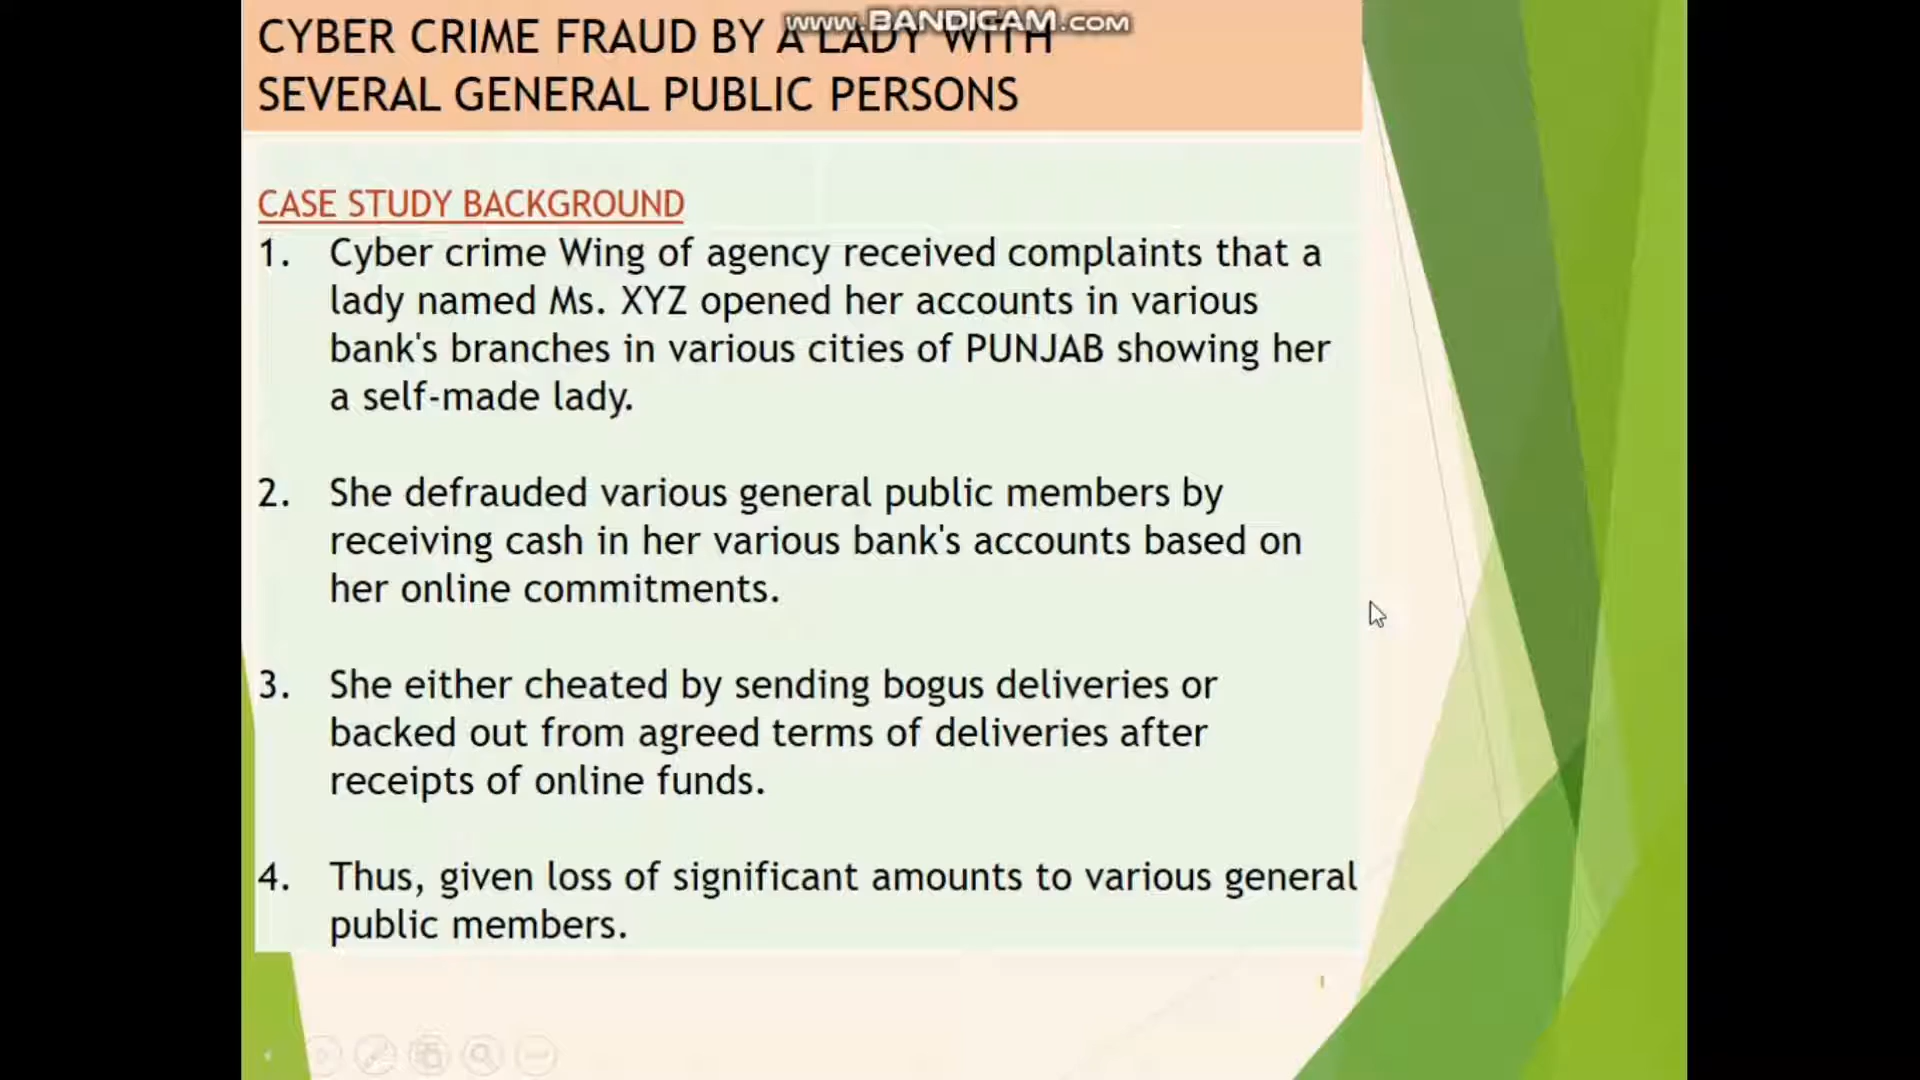 www.BANDICAM.com
CYBER CRIME FRAUD BY A LADY WITH
SEVERAL GENERAL PUBLIC PERSONS
CASE STUDY BACKGROUND
1. Cyber crime Wing of agency received complaints that a
lady named Ms. XYZ opened her accounts in various
bank's branches in various cities of PUNJAB showing her
a self-made lady.
2. She defrauded various general public members by
receiving cash in her various bank's accounts based on
her online commitments.
3. She either cheated by sending bogus deliveries or
backed out from agreed terms of deliveries after
receipts of online funds.
4. Thus, given loss of significant amounts to various general
public members.
1